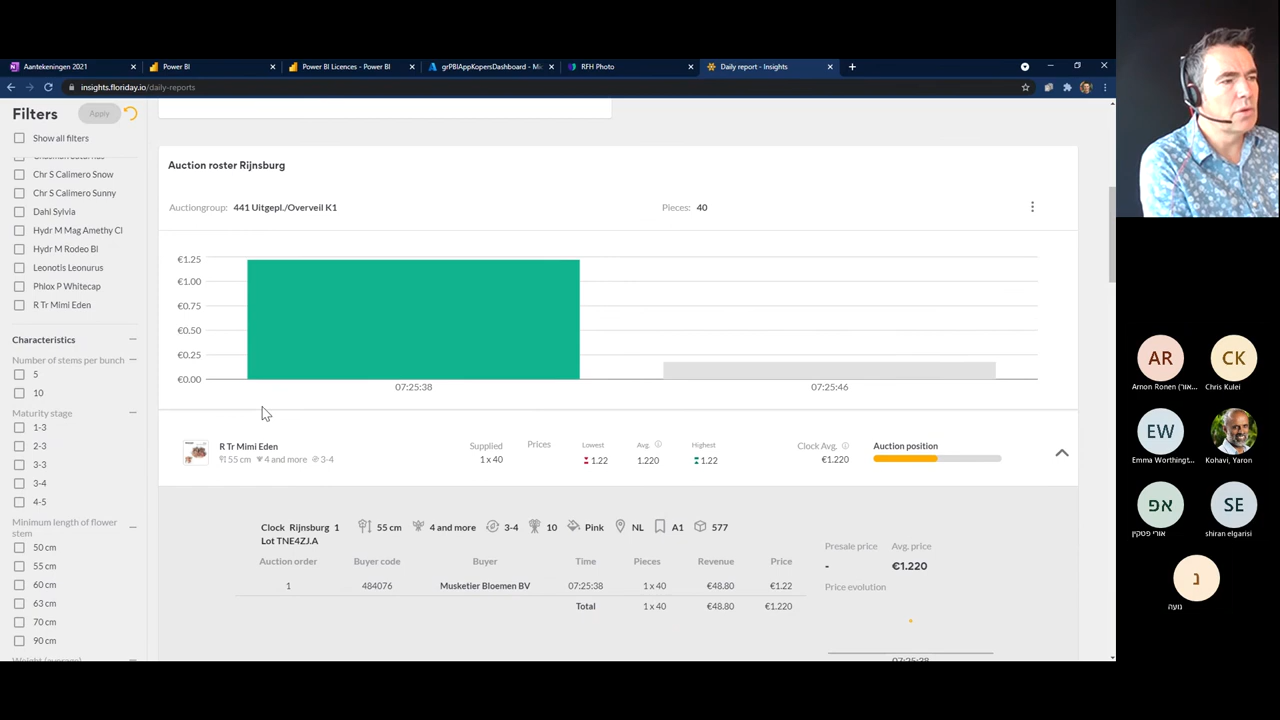 Aantekeningen 2021
Power BI
Power BI Licences - Power BI
grPBIAppKopersDashboard - Mi
RFH Photo
Daily report - Insights
insights.floriday.io/daily-reports
Filters
Apply
Show all filters
Chr S Calimero Snow
Chr S Calimero Sunny
Dahl Sylvia
Hydr M Mag Amethy Cl
Hydr M Rodeo Bl
Leonotis Leonurus
Phlox P Whitecap
R Tr Mimi Eden
Characteristics
Number of stems per bunch
5
10
Maturity stage
1-3
2-3
3-3
3-4
4-5
Minimum length of flower
stem
50 cm
55 cm
60 cm
63 cm
70 cm
90 cm
Weight (average)
Auction roster Rijnsburg
Auctiongroup: 441 Uitgepl./Overveil K1
Pieces: 40
€1.25
€1.00
€0.75
€0.50
€0.25
€0.00
07:25:38
07:25:46
R Tr Mimi Eden
55 cm 4 and more 3-4
Supplied
1 x 40
Prices
Lowest
1.22
Avg.
1.220
Highest
1.22
Clock Avg.
€1.220
Auction position
Clock Rijnsburg 1 55 cm 4 and more 3-4 10 Pink NL A1 577
Lot TNE4ZJ.A
Auction order Buyer code Buyer Time Pieces Revenue Price
1 484076 Musketier Bloemen BV 07:25:38 1 x 40 €48.80 €1.22
Total 1 x 40 €48.80 €1.220
Presale price
-
Avg. price
€1.220
Price evolution
07:25:38
AR
Arnon Ronen (אור...
CK
Chris Kulei
EW
Emma Worthingt...
Kohavi, Yaron
אפ
אורי פטקין
SE
shiran elgarisi
נ
נועה